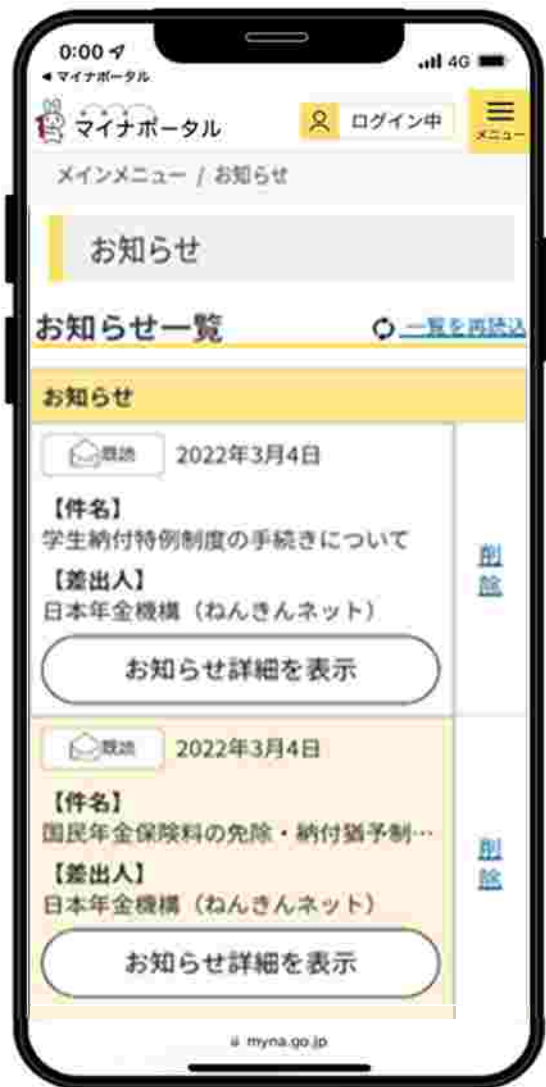 0:00
4G
◀ マイナポータル
マイナポータル
ログイン中
メニュー
メインメニュー / お知らせ
お知らせ
お知らせ一覧
一覧を再読込
お知らせ
既読 2022年3月4日
【件名】
学生納付特例制度の手続きについて
【差出人】
日本年金機構（ねんきんネット）
お知らせ詳細を表示
削除
既読 2022年3月4日
【件名】
国民年金保険料の免除・納付猶予制…
【差出人】
日本年金機構（ねんきんネット）
お知らせ詳細を表示
削除
myna.go.jp